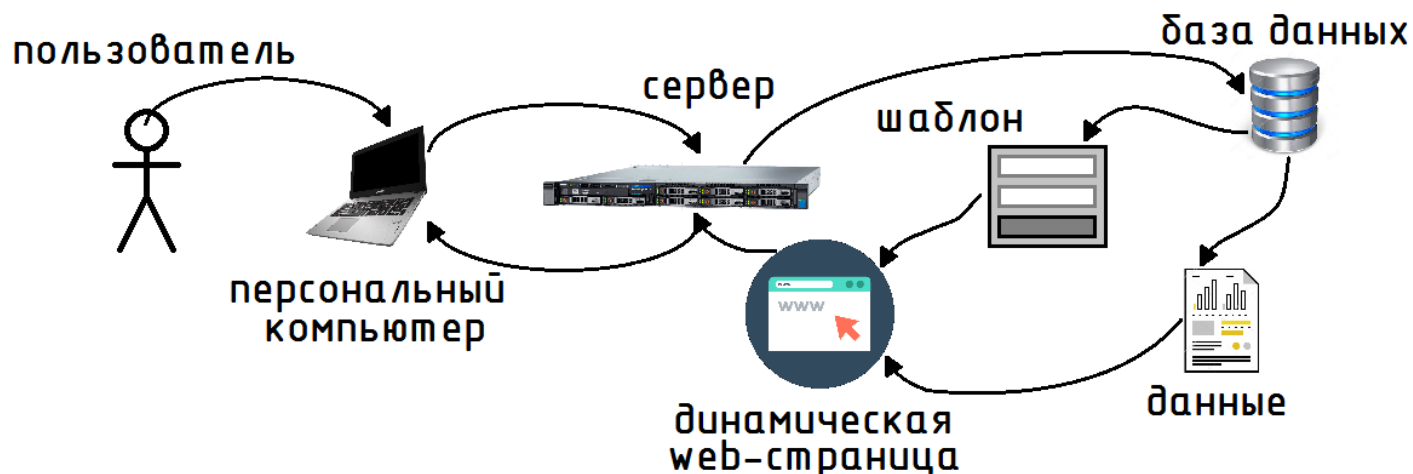 пользователь
сервер
база данных
шаблон
персональный
компьютер
www
данные
динамическая
web-страница